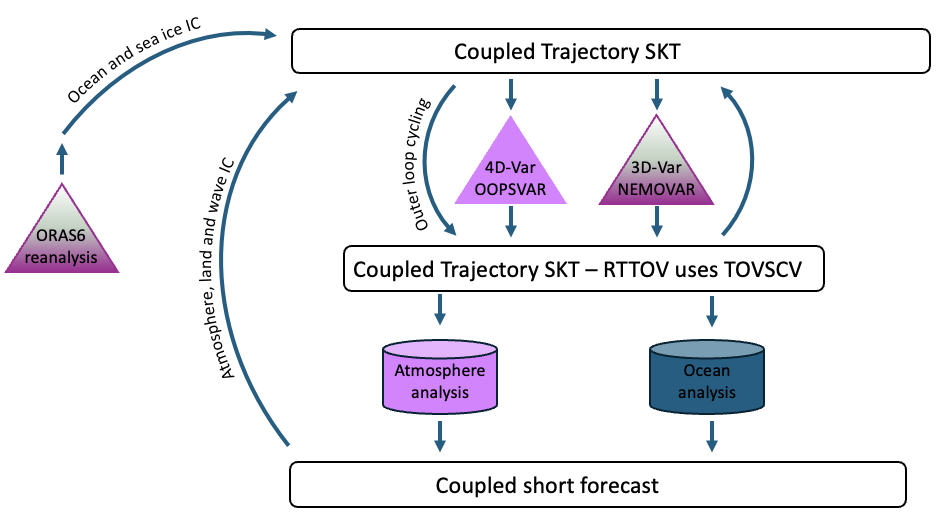 Ocean and sea ice IC
Coupled Trajectory SKT
Outer loop cycling
4D-Var
OOPSVAR
3D-Var
NEMOVAR
ORAS6
reanalysis
Atmosphere, land and wave IC
Coupled Trajectory SKT – RTTOV uses TOVSCV
Atmosphere
analysis
Ocean
analysis
Coupled short forecast